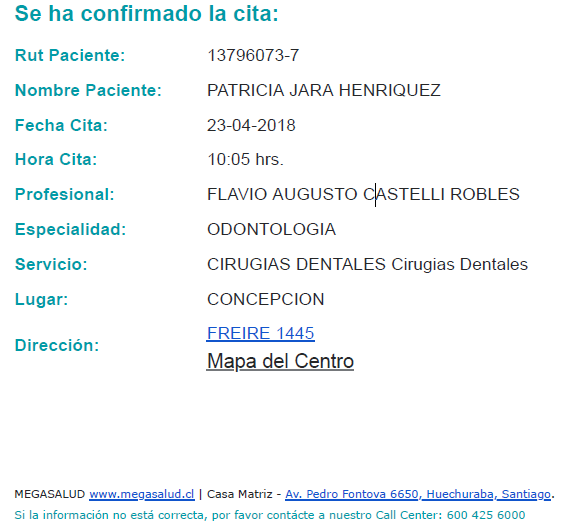 Se ha confirmado la cita:
Rut Paciente: 13796073-7
Nombre Paciente: PATRICIA JARA HENRIQUEZ
Fecha Cita: 23-04-2018
Hora Cita: 10:05 hrs.
Profesional: FLAVIO AUGUSTO CASTELLI ROBLES
Especialidad: ODONTOLOGIA
Servicio: CIRUGIAS DENTALES Cirugias Dentales
Lugar: CONCEPCION
Dirección: FREIRE 1445
Mapa del Centro
MEGASALUD www.megasalud.cl | Casa Matriz - Av. Pedro Fontova 6650, Huechuraba, Santiago.
Si la información no está correcta, por favor contácte a nuestro Call Center: 600 425 6000